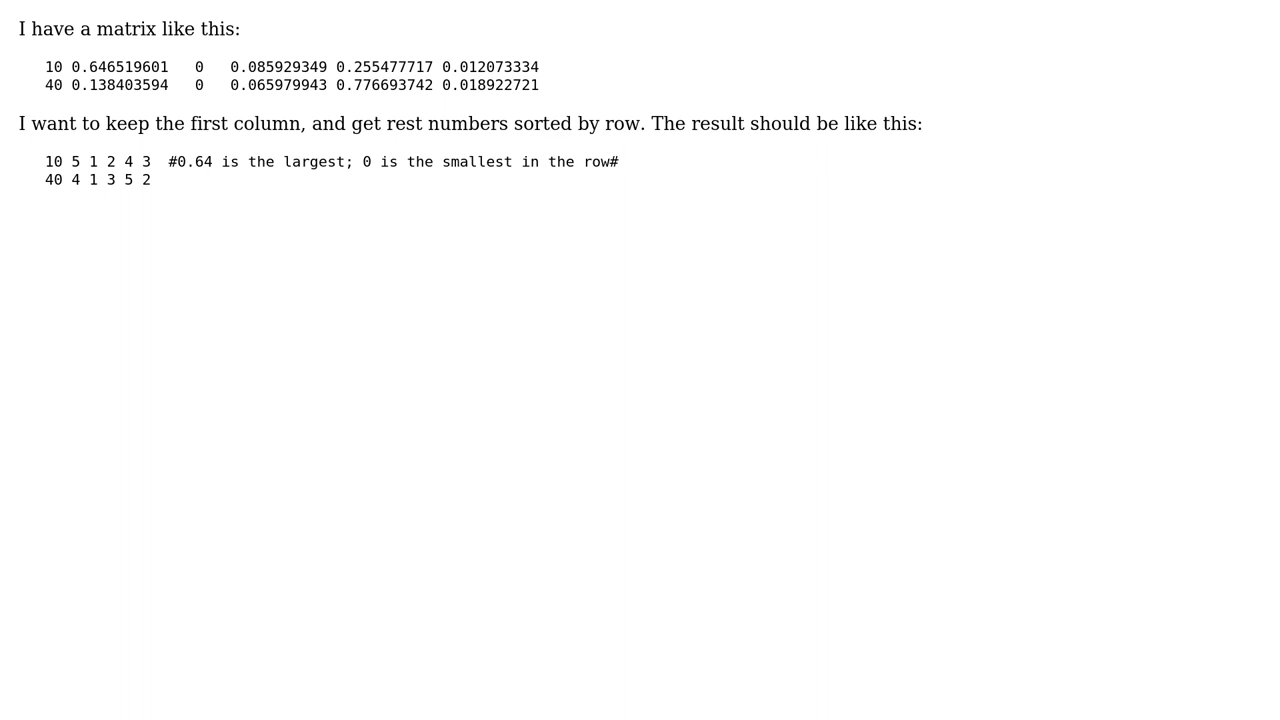 I have a matrix like this:
10 0.646519601   0   0.085929349 0.255477717 0.012073334
40 0.138403594   0   0.065979943 0.776693742 0.018922721
I want to keep the first column, and get rest numbers sorted by row. The result should be like this:
10 5 1 2 4 3  #0.64 is the largest; 0 is the smallest in the row#
40 4 1 3 5 2